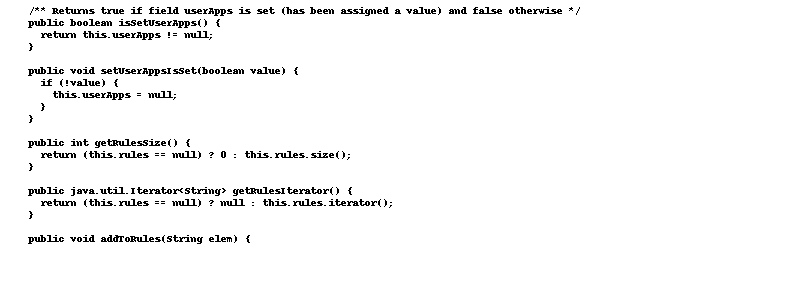 /** Returns true if field userApps is set (has been assigned a value) and false otherwise */
public boolean isSetUserApps() {
return this.userApps != null;
}
public void setUserAppsIsSet(boolean value) {
if (!value) {
this.userApps = null;
}
}
public int getRulesSize() {
return (this.rules == null) ? 0 : this.rules.size();
}
public java.util.Iterator<String> getRulesIterator() {
return (this.rules == null) ? null : this.rules.iterator();
}
public void addToRules(String elem) {